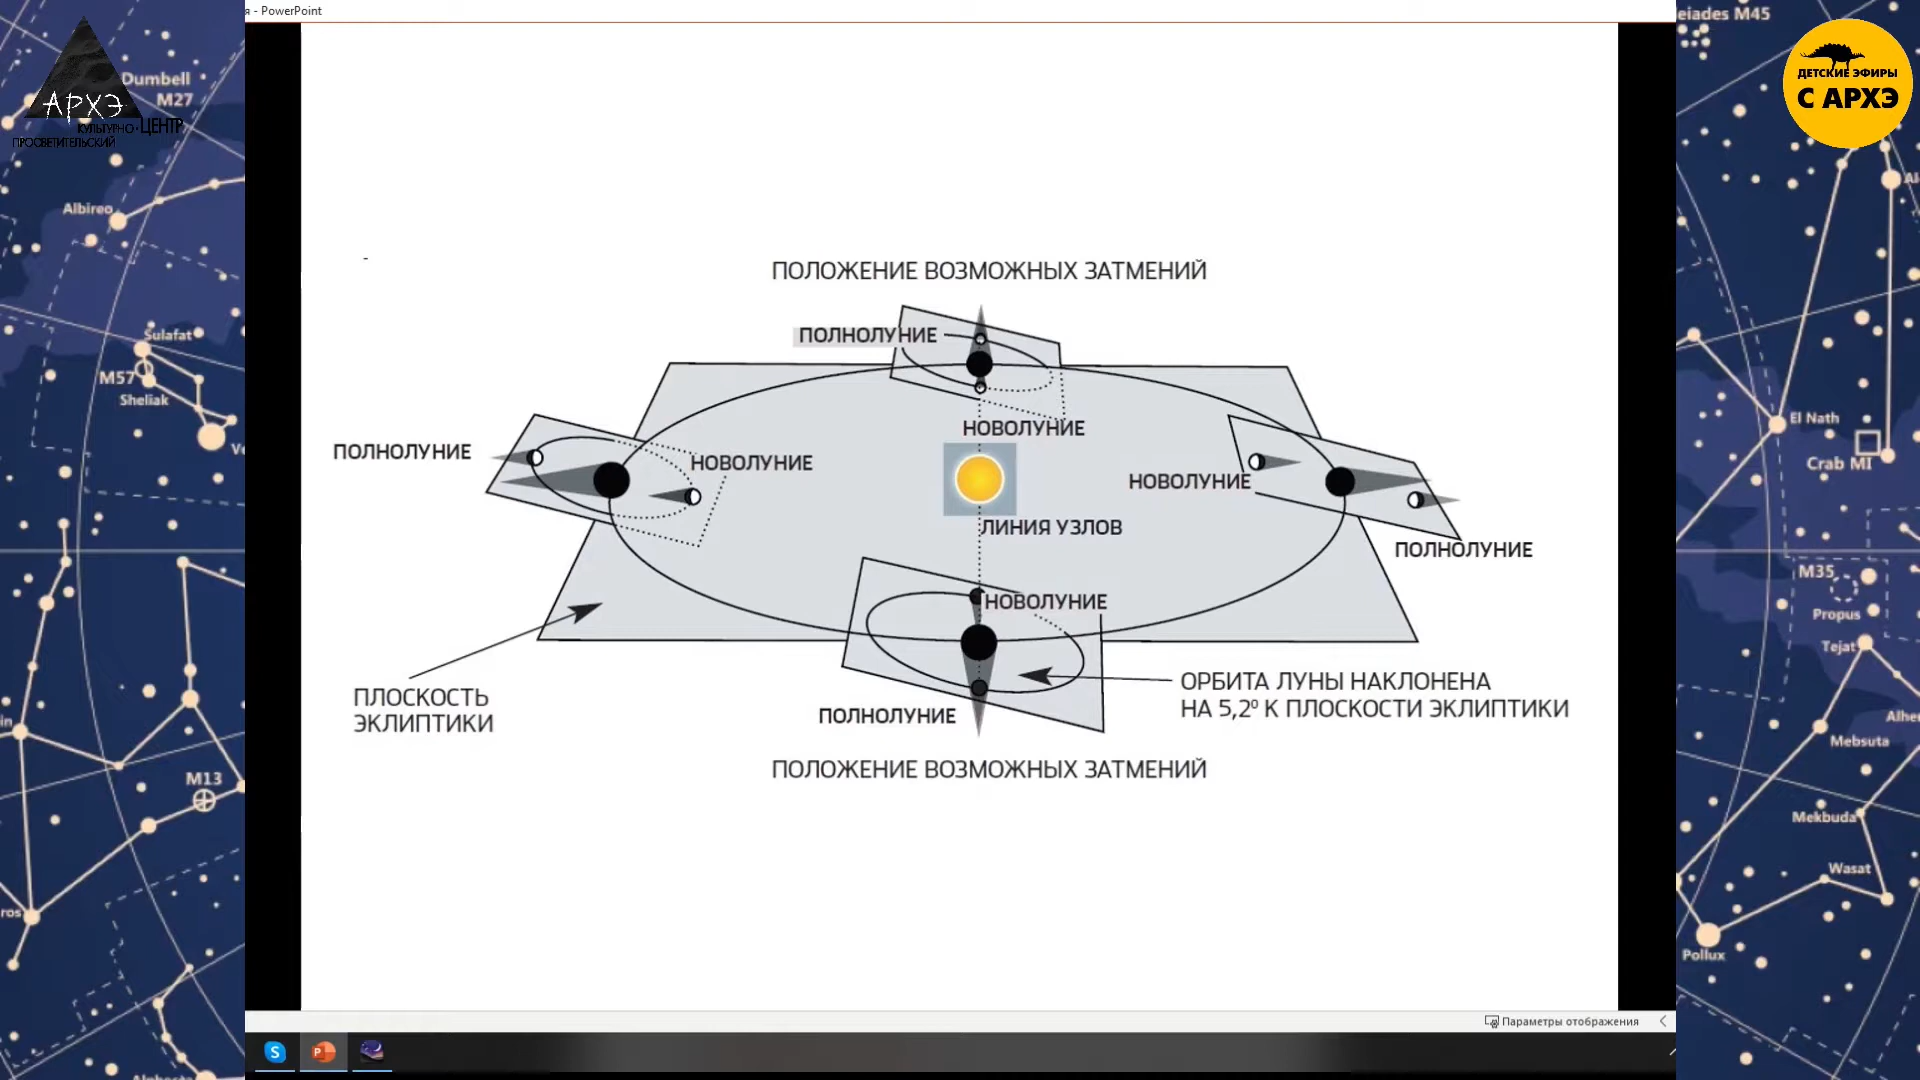 я - PowerPoint
eiades M45
Dumbell
M27
АРХЭ
КУЛЬТУРНО-ЦЕНТР
ПРОСВЕТИТЕЛЬСКИЙ
ДЕТСКИЕ ЭФИРЫ
С АРХЭ
Albireo
Sulafat
M57
Sheliak
El Nath
Crab MI
M35
Propus
Tejat
Mebsuta
M13
Mekbuda
Wasat
Pollux
ПОЛОЖЕНИЕ ВОЗМОЖНЫХ ЗАТМЕНИЙ
ПОЛНОЛУНИЕ
НОВОЛУНИЕ
ПОЛНОЛУНИЕ
НОВОЛУНИЕ
НОВОЛУНИЕ
ЛИНИЯ УЗЛОВ
ПОЛНОЛУНИЕ
НОВОЛУНИЕ
ПЛОСКОСТЬ
ЭКЛИПТИКИ
ПОЛНОЛУНИЕ
ОРБИТА ЛУНЫ НАКЛОНЕНА
НА 5,2⁰ К ПЛОСКОСТИ ЭКЛИПТИКИ
ПОЛОЖЕНИЕ ВОЗМОЖНЫХ ЗАТМЕНИЙ
Параметры отображения